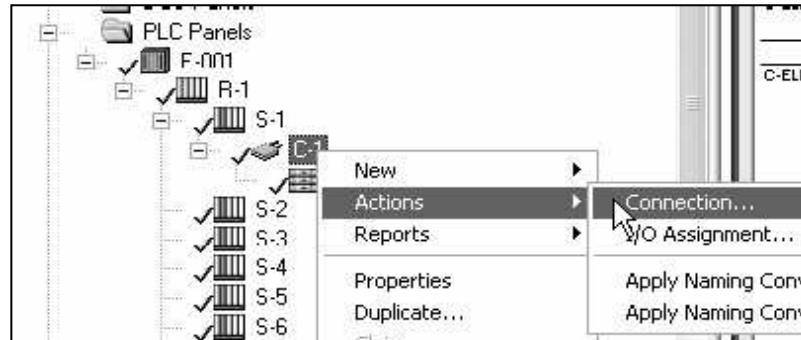 PLC Panels
E-001
R-1
S-1
C-1
S-2
S-3
S-4
S-5
S-6
New
Actions
Reports
Properties
Duplicate...
Connection...
I/O Assignment...
Apply Naming Conv
Apply Naming Conv
C-ELI